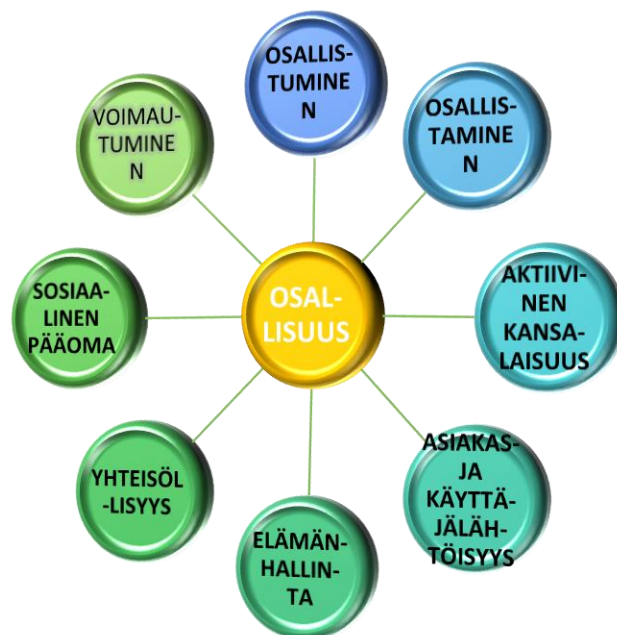 OSALLIS-
TUMINE
N
OSALLIS-
TAMINE
N
VOIMAU-
TUMINE
N
AKTIIVI-
NEN
KANSA-
LAISUUS
OSAL-
LISUUS
SOSIAA-
LINEN
PÄÄOMA
ASIAKAS-
JA
KÄYTTÄ-
JÄLÄH-
TÖISYYS
YHTEISÖL
-LISYYS
ELÄMÄN-
HALLIN-
TA